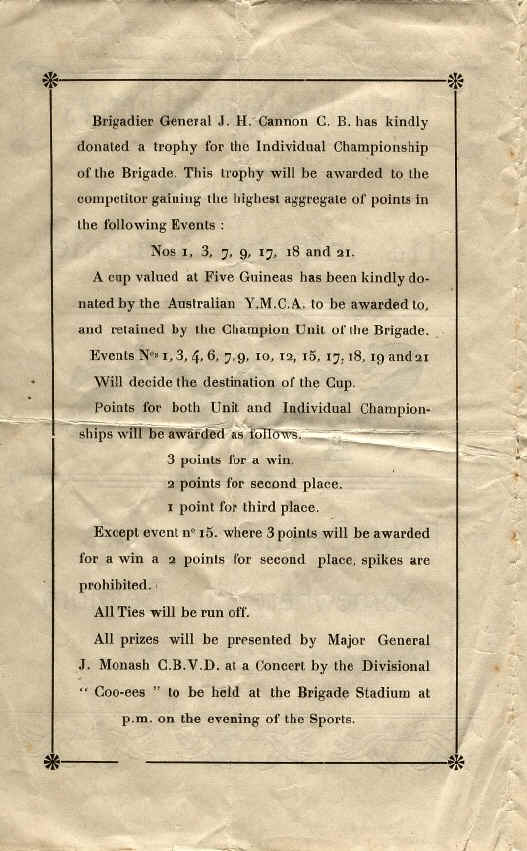 Brigadier General J. H. Cannon C. B. has kindly
donated a trophy for the Individual Championship
of the Brigade. This trophy will be awarded to the
competitor gaining the highest aggregate of points in
the following Events :
Nos 1, 3, 7, 9, 17, 18 and 21.
A cup valued at Five Guineas has been kindly do-
nated by the Australian Y.M.C.A. to be awarded to,
and retained by the Champion Unit of the Brigade.
Events Nos 1, 3, 4, 6, 7, 9, 10, 12, 15, 17, 18, 19 and 21
Will decide the destination of the Cup.
Points for both Unit and Individual Champion-
ships will be awarded as follows.
3 points for a win.
2 points for second place.
1 point for third place.
Except event no 15. where 3 points will be awarded
for a win a 2 points for second place, spikes are
prohibited.
All Ties will be run off.
All prizes will be presented by Major General
J. Monash C.B.V.D. at a Concert by the Divisional
“ Coo-ees ” to be held at the Brigade Stadium at
p.m. on the evening of the Sports.